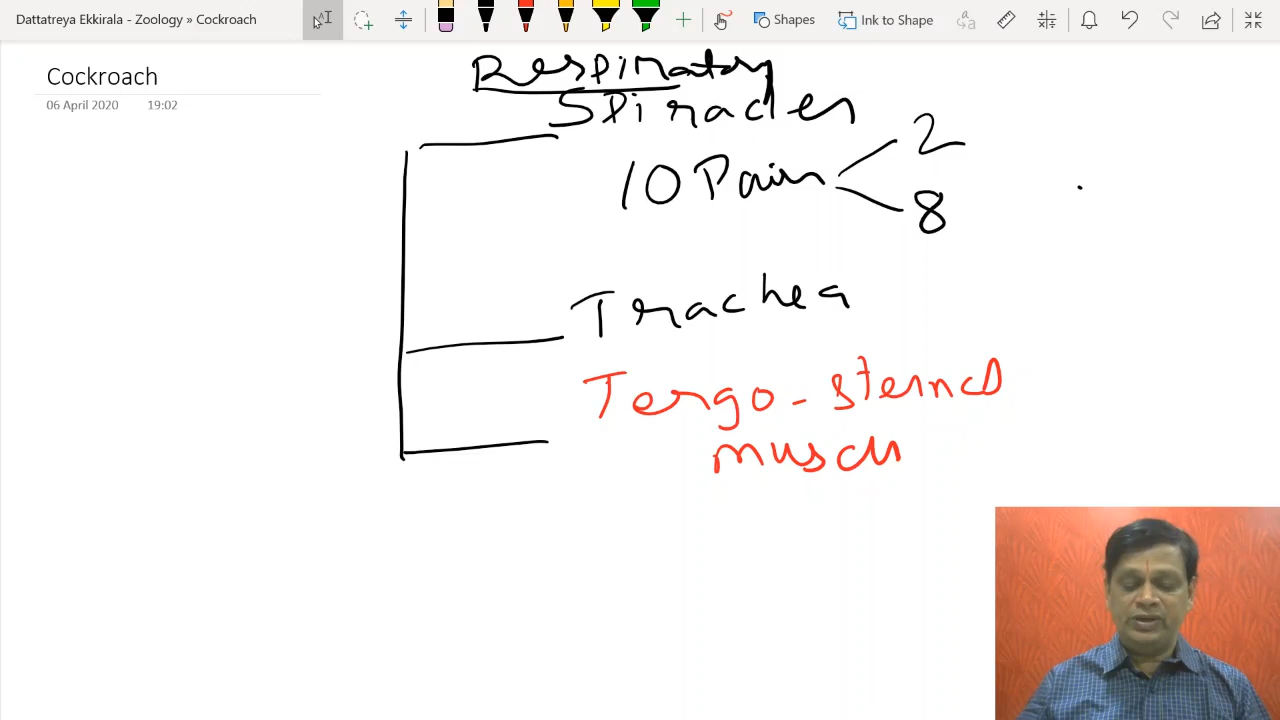 Dattatreya Ekkirala - Zoology » Cockroach
Shapes
Ink to Shape
Cockroach
06 April 2020 19:02
Respiratory
Spiracles
10 Pairs
2
8
Trachea
Tergo - sternal
muscles